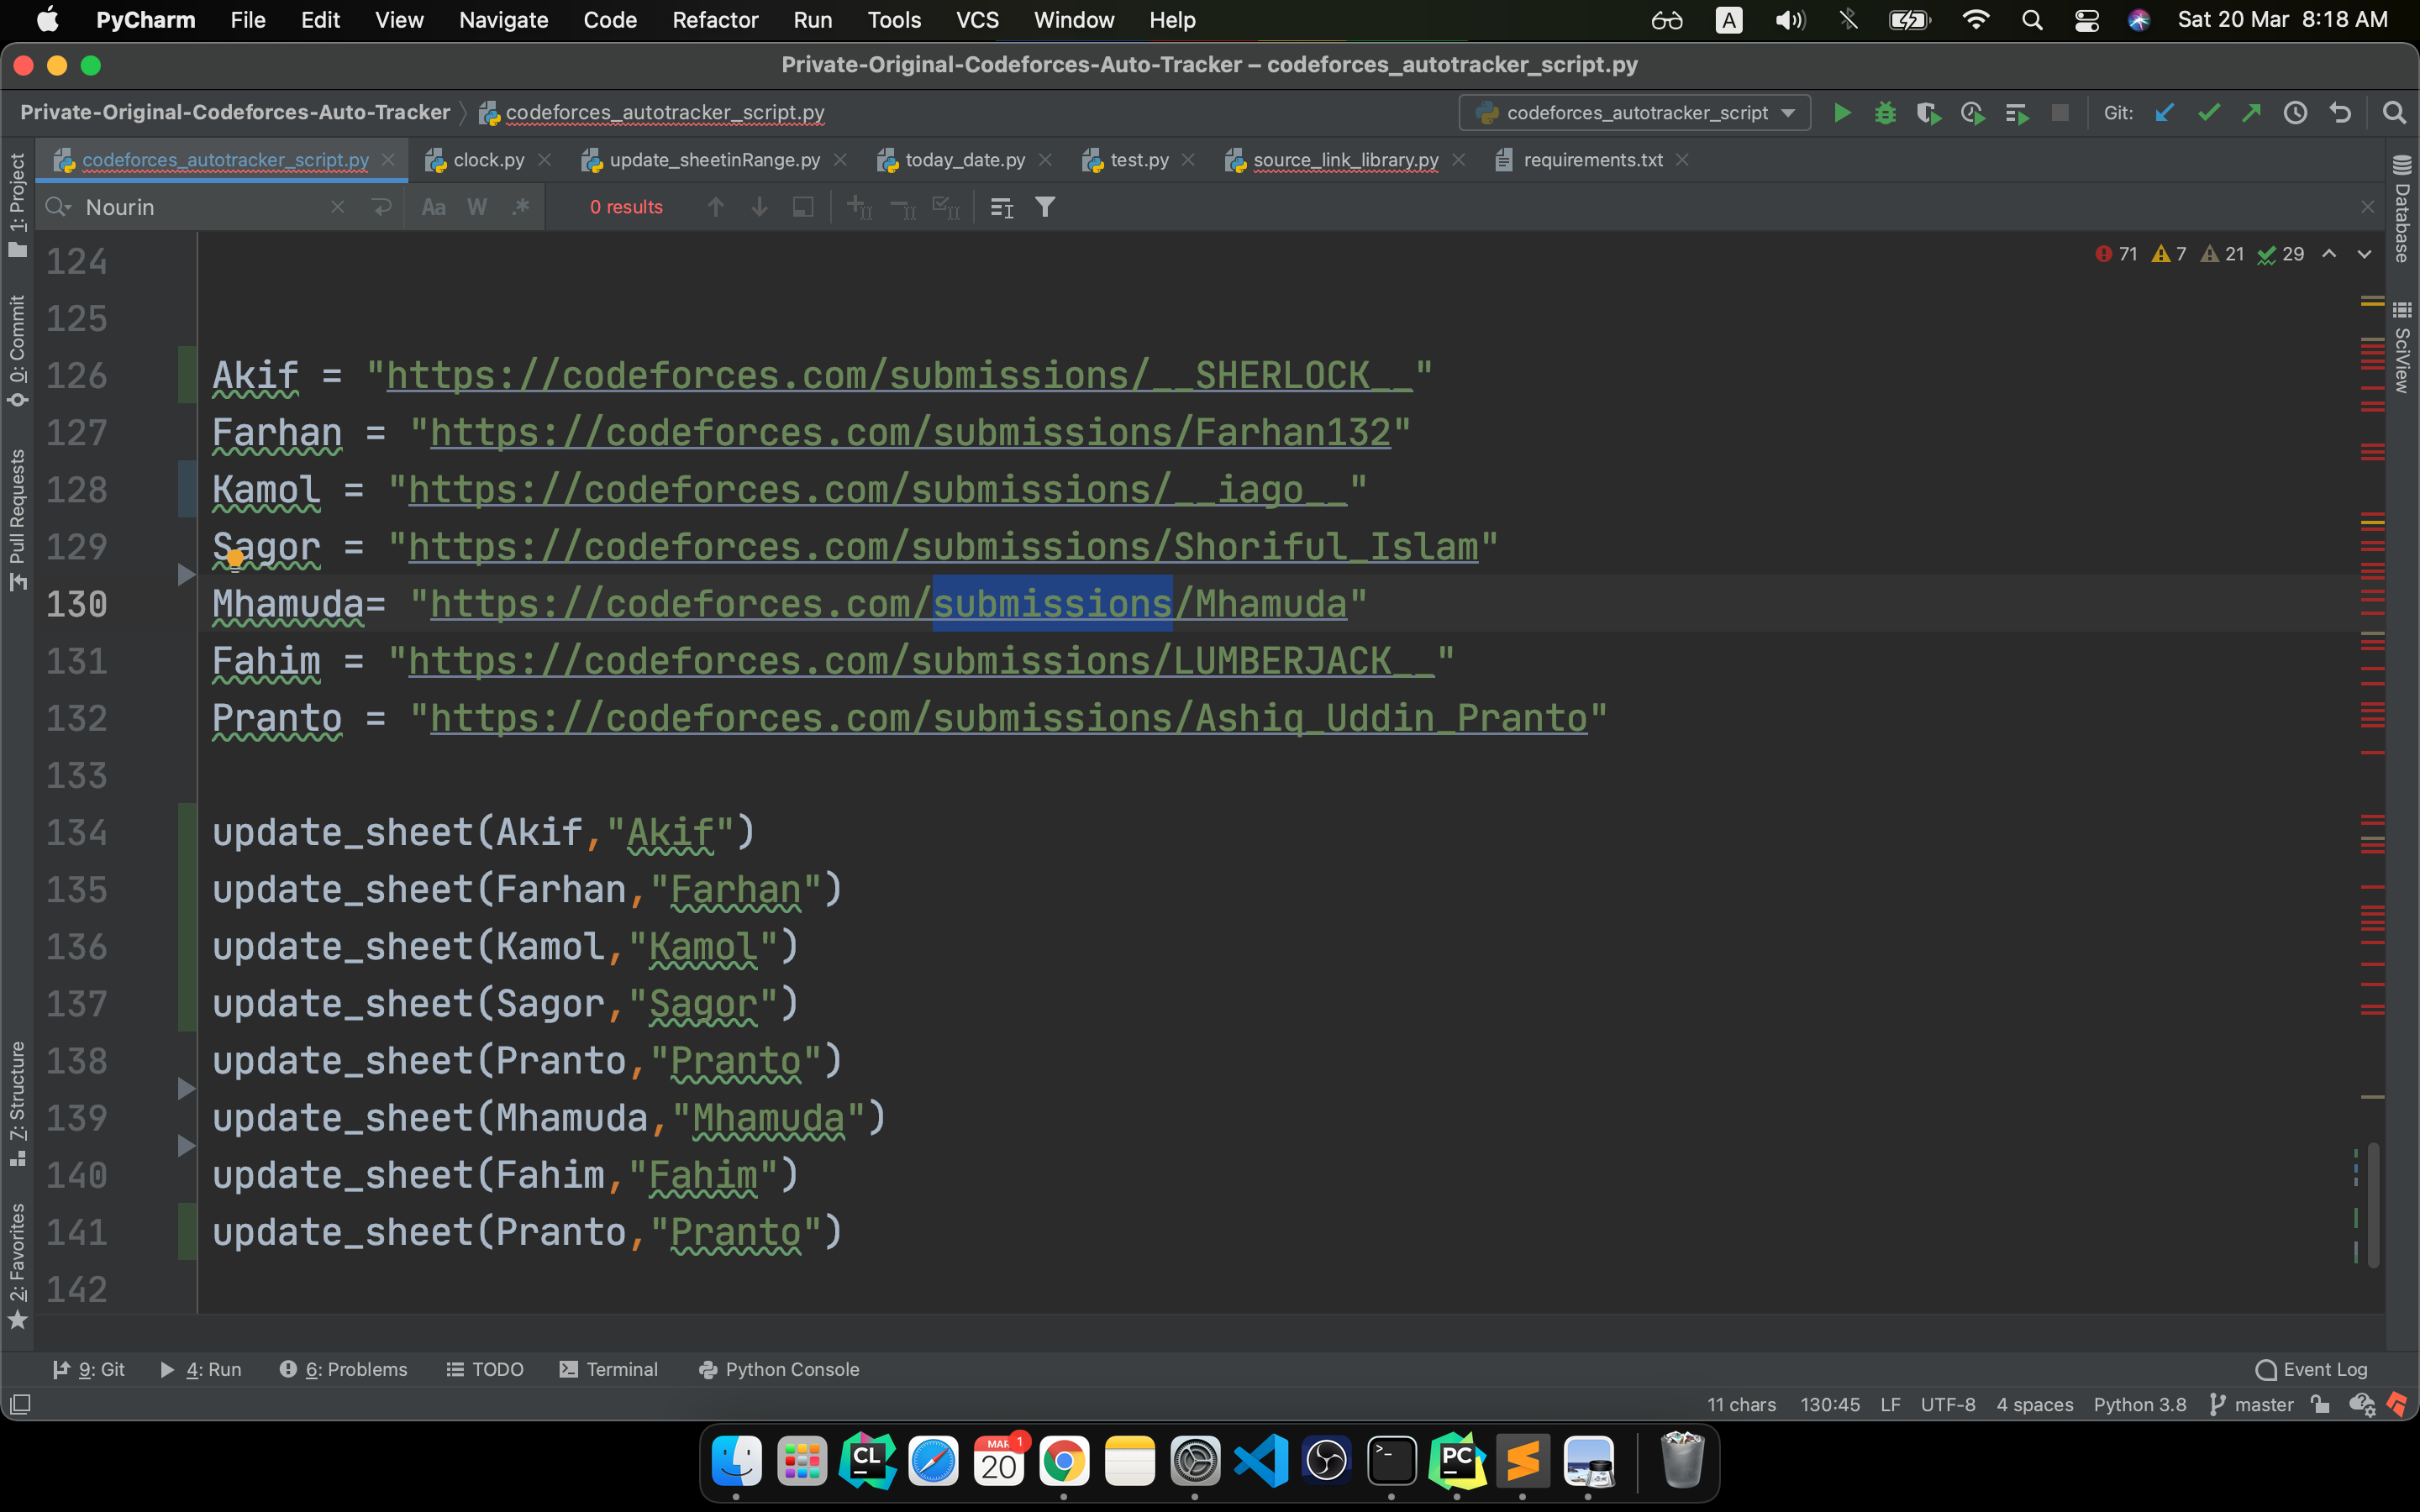 PyCharm File Edit View Navigate Code Refactor Run Tools VCS Window Help A Sat 20 Mar 8:18 AM
Private-Original-Codeforces-Auto-Tracker – codeforces_autotracker_script.py
Private-Original-Codeforces-Auto-Tracker codeforces_autotracker_script.py codeforces_autotracker_script Git:
codeforces_autotracker_script.py clock.py update_sheetinRange.py today_date.py test.py source_link_library.py requirements.txt
Nourin Aa W .* 0 results
71 7 21 29
1: Project
0: Commit
Pull Requests
7: Structure
2: Favorites
Database
SciView
124
125
126 Akif = "https://codeforces.com/submissions/__SHERLOCK__"
127 Farhan = "https://codeforces.com/submissions/Farhan132"
128 Kamol = "https://codeforces.com/submissions/__iago__"
129 Sagor = "https://codeforces.com/submissions/Shoriful_Islam"
130 Mhamuda= "https://codeforces.com/submissions/Mhamuda"
131 Fahim = "https://codeforces.com/submissions/LUMBERJACK__"
132 Pranto = "https://codeforces.com/submissions/Ashiq_Uddin_Pranto"
133
134 update_sheet(Akif,"Akif")
135 update_sheet(Farhan,"Farhan")
136 update_sheet(Kamol,"Kamol")
137 update_sheet(Sagor,"Sagor")
138 update_sheet(Pranto,"Pranto")
139 update_sheet(Mhamuda,"Mhamuda")
140 update_sheet(Fahim,"Fahim")
141 update_sheet(Pranto,"Pranto")
142
9: Git 4: Run 6: Problems TODO Terminal Python Console Event Log
11 chars 130:45 LF UTF-8 4 spaces Python 3.8 master
CL MAR 20 1 PC